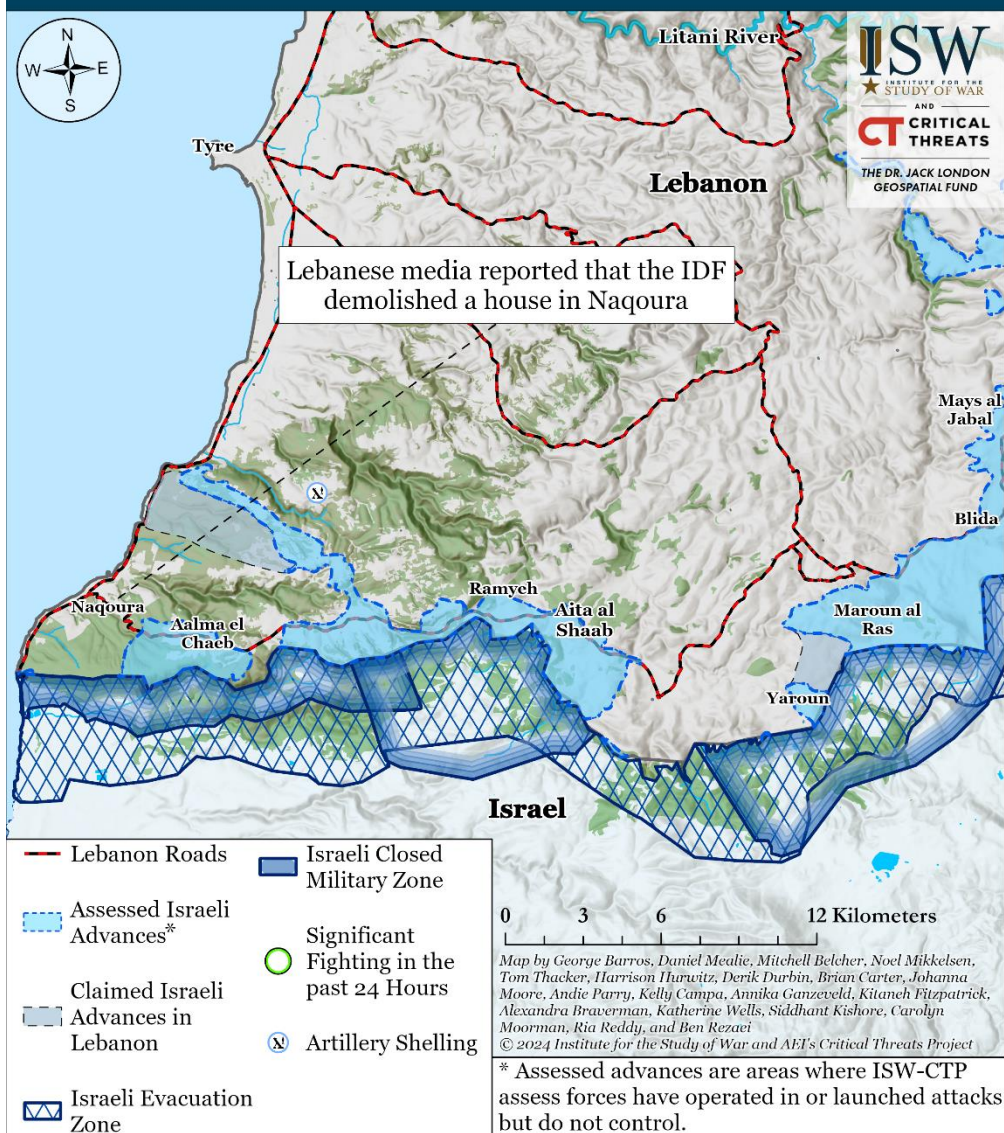 N
W
E
S
Litani River
ISW
INSTITUTE FOR THE
STUDY OF WAR
AND
CT CRITICAL
THREATS
THE DR. JACK LONDON
GEOSPATIAL FUND
Tyre
Lebanon
Lebanese media reported that the IDF
demolished a house in Naqoura
Mays al
Jabal
Blida
Ramyeh
Naqoura
Aalma el
Chaeb
Aita al
Shaab
Maroun al
Ras
Yaroun
Israel
Lebanon Roads
Assessed Israeli
Advances*
Claimed Israeli
Advances in
Lebanon
Israeli Evacuation
Zone
Israeli Closed
Military Zone
Significant
Fighting in the
past 24 Hours
Artillery Shelling
0 3 6 12 Kilometers
Map by George Barros, Daniel Mealie, Mitchell Belcher, Noel Mikkelsen,
Tom Thacker, Harrison Hurwitz, Derik Durbin, Brian Carter, Johanna
Moore, Andie Parry, Kelly Campa, Annika Ganzeveld, Kitaneh Fitzpatrick,
Alexandra Braverman, Katherine Wells, Siddhant Kishore, Carolyn
Moorman, Ria Reddy, and Ben Rezaei
© 2024 Institute for the Study of War and AEI's Critical Threats Project
* Assessed advances are areas where ISW-CTP
assess forces have operated in or launched attacks
but do not control.